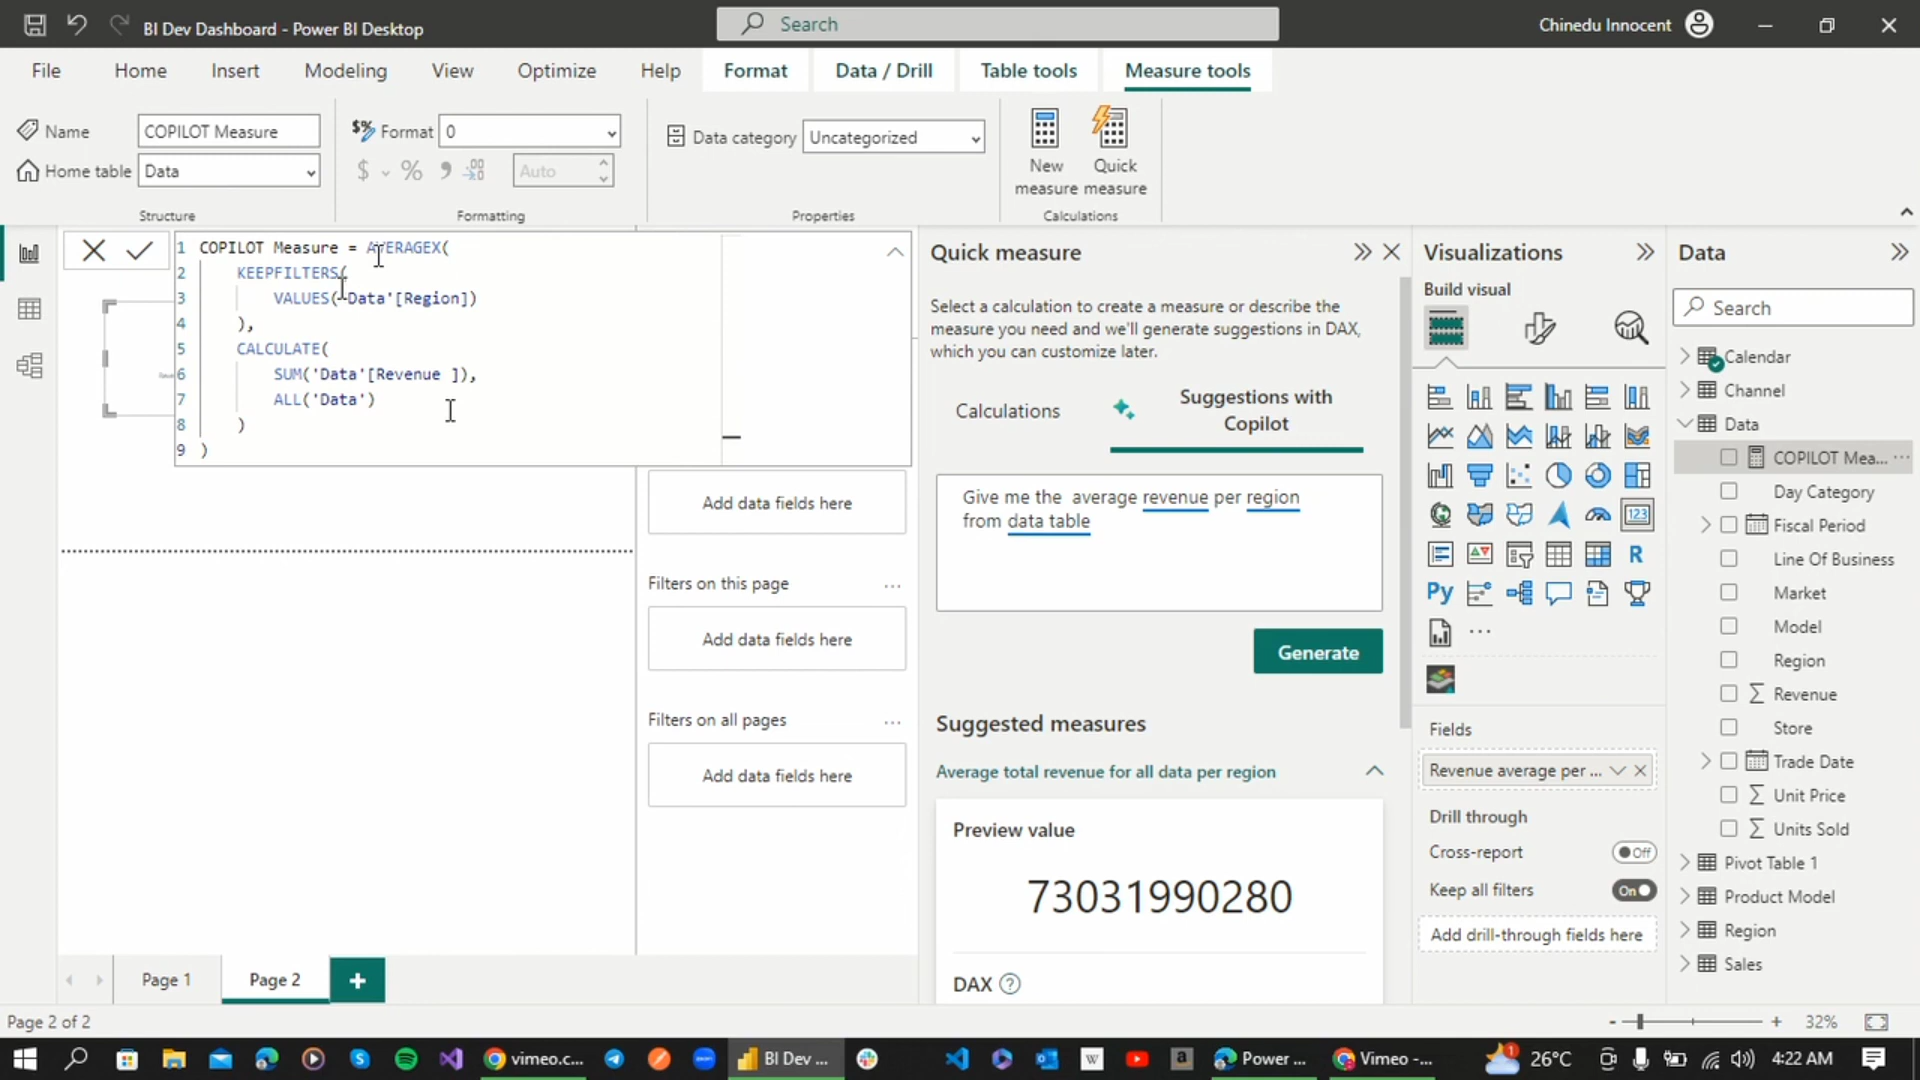 BI Dev Dashboard - Power BI Desktop
Search
Chinedu Innocent
File
Home
Insert
Modeling
View
Optimize
Help
Format
Data / Drill
Table tools
Measure tools
Name
COPILOT Measure
Home table
Data
Structure
Format
0
$
%
Auto
Formatting
Data category
Uncategorized
Properties
New
measure
Quick
measure
Calculations
1 COPILOT Measure = AVERAGEX(
2 KEEPFILTERS(
3 VALUES('Data'[Region])
4 ),
5 CALCULATE(
6 SUM('Data'[Revenue ]),
7 ALL('Data')
8 )
9 )
Add data fields here
Filters on this page
Add data fields here
Filters on all pages
Add data fields here
Quick measure
Select a calculation to create a measure or describe the
measure you need and we'll generate suggestions in DAX,
which you can customize later.
Calculations
Suggestions with
Copilot
Give me the average revenue per region
from data table
Generate
Suggested measures
Average total revenue for all data per region
Preview value
73031990280
DAX
Visualizations
Build visual
123
R
Py
Fields
Revenue average per ...
Drill through
Cross-report
Off
Keep all filters
On
Add drill-through fields here
Data
Search
Calendar
Channel
Data
COPILOT Mea...
Day Category
Fiscal Period
Line Of Business
Market
Model
Region
Revenue
Store
Trade Date
Unit Price
Units Sold
Pivot Table 1
Product Model
Region
Sales
Page 1
Page 2
+
Page 2 of 2
- + 32%
vimeo.c...
BI Dev ...
Power ...
Vimeo -...
26°C
4:22 AM